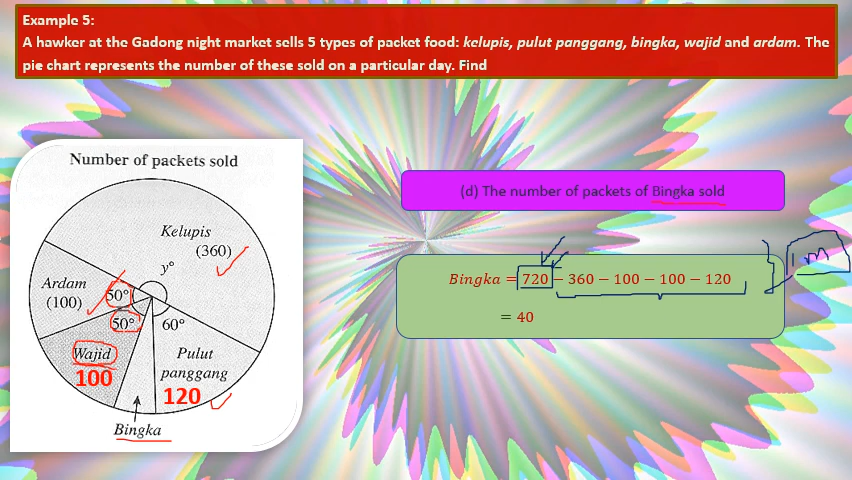 Example 5:
A hawker at the Gadong night market sells 5 types of packet food: kelupis, pulut panggang, bingka, wajid and ardam. The
pie chart represents the number of these sold on a particular day. Find
Number of packets sold
Kelupis
(360)
y°
Ardam
(100)
50°
50°
60°
Wajid
100
Pulut
panggang
120
Bingka
(d) The number of packets of Bingka sold
Bingka = 720 − 360 − 100 − 100 − 120
= 40
1m